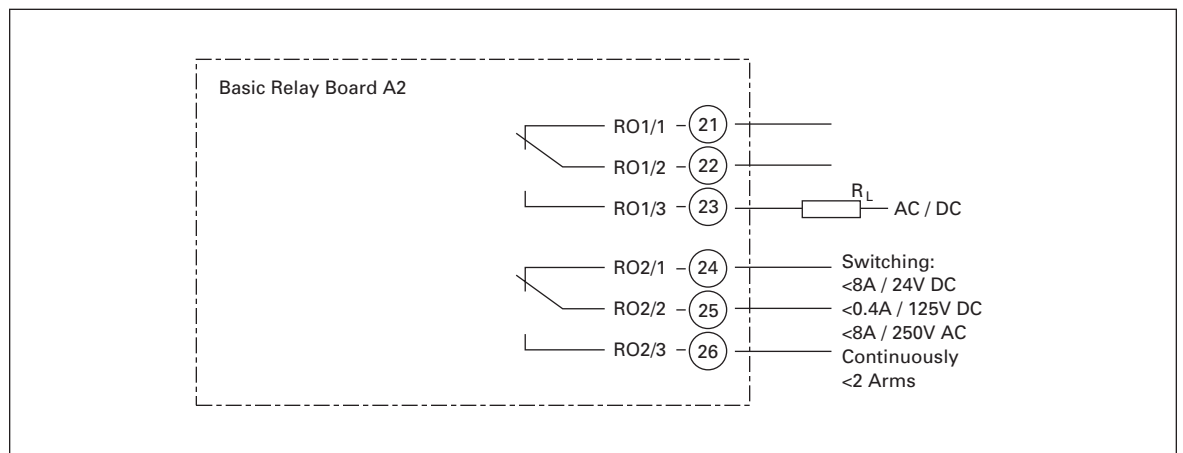 Basic Relay Board A2
RO1/1
21
RO1/2
22
RO1/3
23
RL
AC / DC
RO2/1
24
RO2/2
25
RO2/3
26
Switching:
<8A / 24V DC
<0.4A / 125V DC
<8A / 250V AC
Continuously
<2 Arms